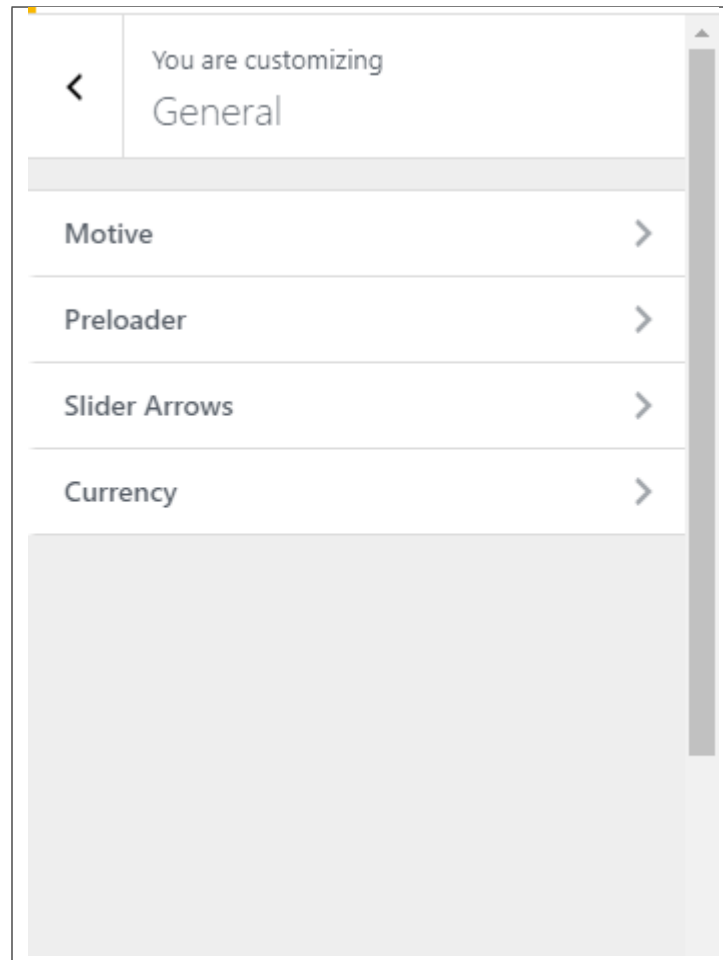 You are customizing
General
Motive
Preloader
Slider Arrows
Currency